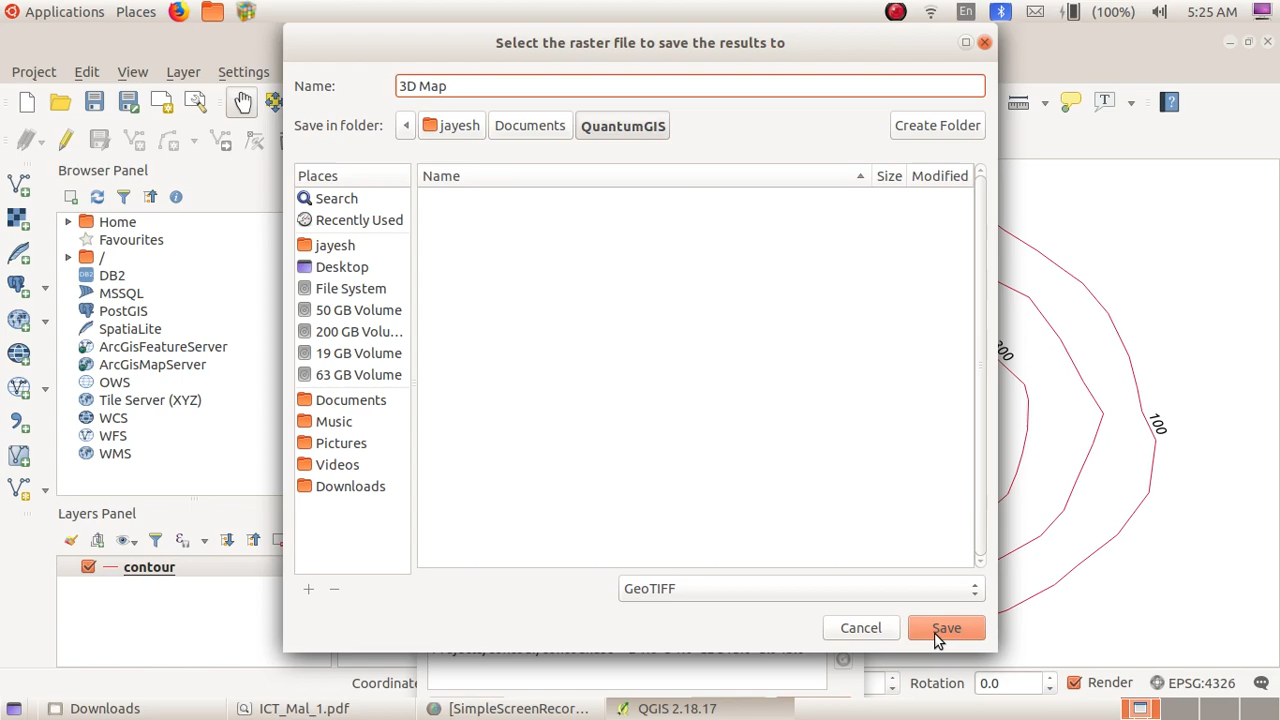 Applications Places En (100%) 5:25 AM
Select the raster file to save the results to
Project Edit View Layer Settings
Name: 3D Map
Save in folder: jayesh Documents QuantumGIS Create Folder
Browser Panel
Places
Search
Recently Used
jayesh
Desktop
File System
50 GB Volume
200 GB Volu...
19 GB Volume
63 GB Volume
Documents
Music
Pictures
Videos
Downloads
Name Size Modified
Home
Favourites
/
DB2
MSSQL
PostGIS
SpatiaLite
ArcGisFeatureServer
ArcGisMapServer
OWS
Tile Server (XYZ)
WCS
WFS
WMS
100
Layers Panel
contour
GeoTIFF
Cancel Save
Coordinate Rotation 0.0 Render EPSG:4326
Downloads ICT_Mal_1.pdf [SimpleScreenRecor... QGIS 2.18.17